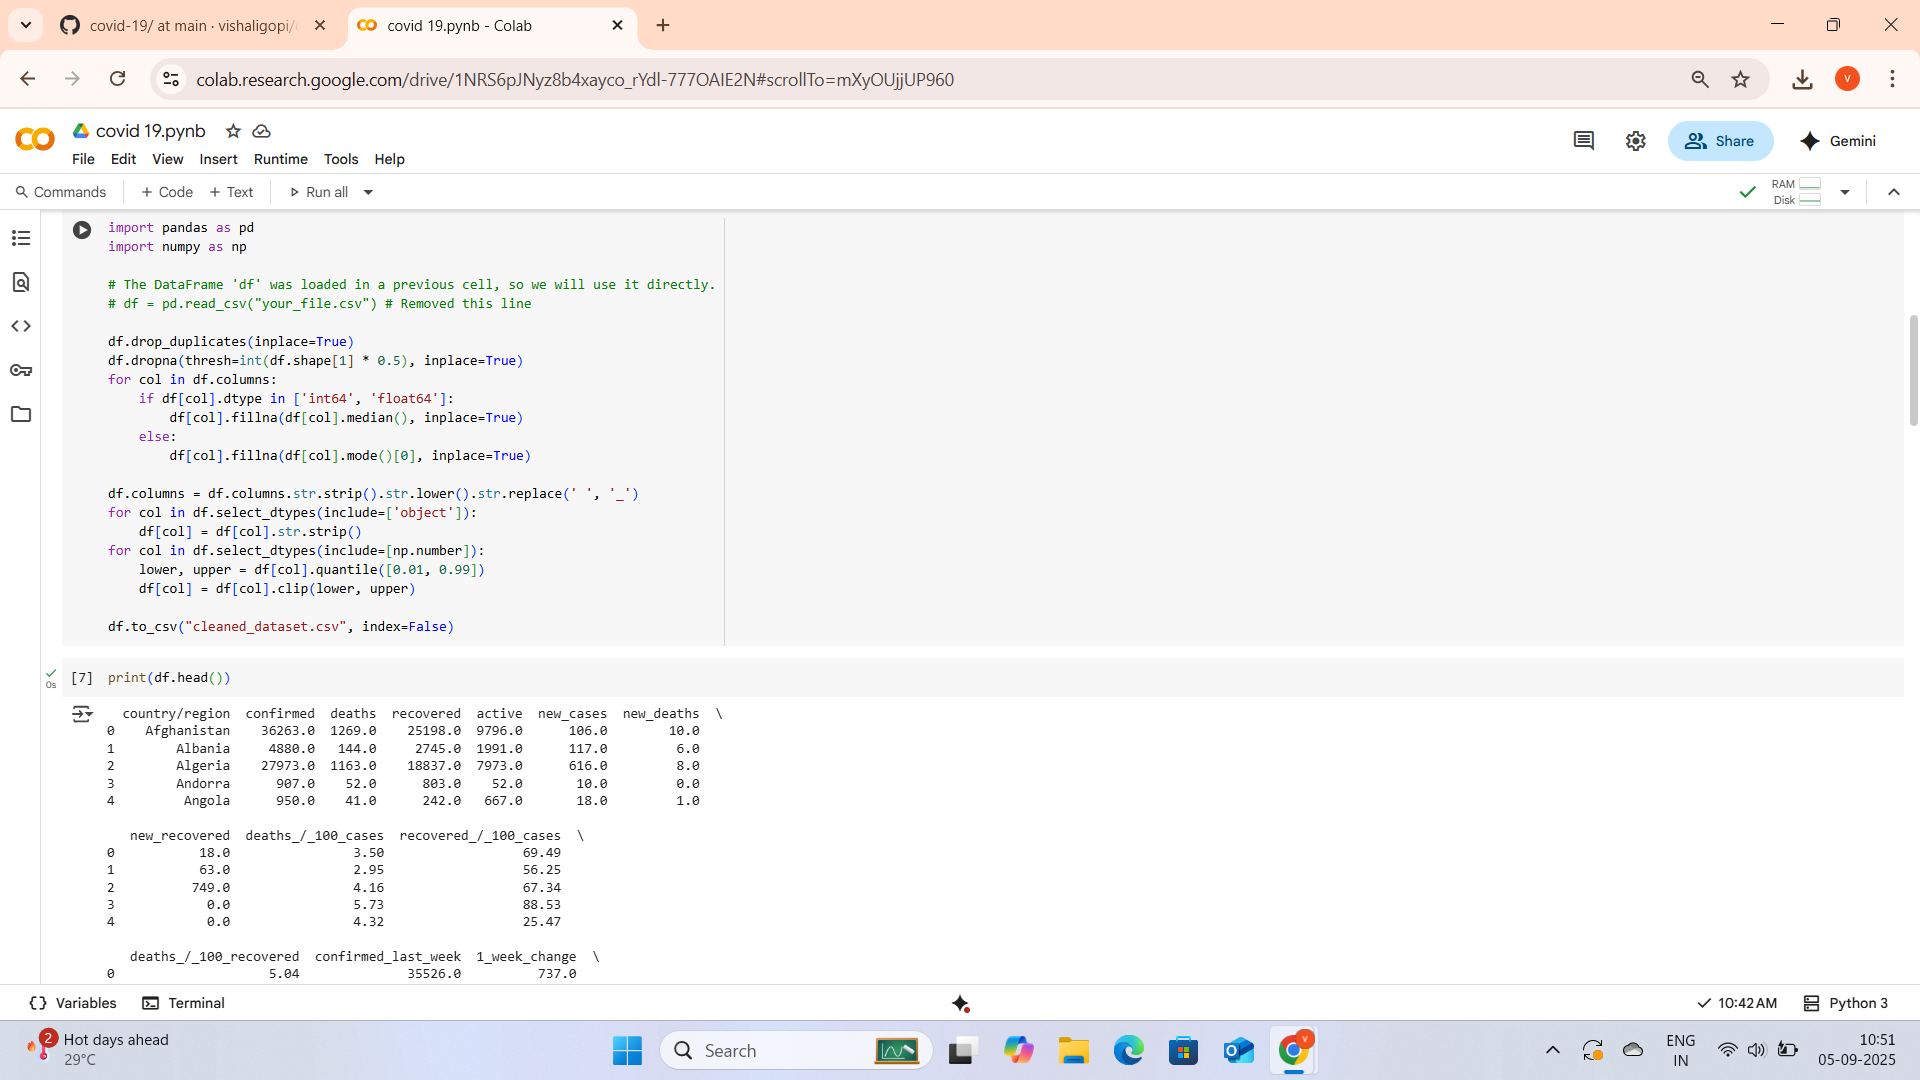 covid-19/ at main · vishaligopi/
covid 19.pynb - Colab
colab.research.google.com/drive/1NRS6pJNyz8b4xayco_rYdl-777OAIE2N#scrollTo=mXyOUjjUP960
V
covid 19.pynb
File Edit View Insert Runtime Tools Help
Share
Gemini
Commands + Code + Text Run all
RAM
Disk
import pandas as pd
import numpy as np
# The DataFrame 'df' was loaded in a previous cell, so we will use it directly.
# df = pd.read_csv("your_file.csv") # Removed this line
df.drop_duplicates(inplace=True)
df.dropna(thresh=int(df.shape[1] * 0.5), inplace=True)
for col in df.columns:
    if df[col].dtype in ['int64', 'float64']:
        df[col].fillna(df[col].median(), inplace=True)
    else:
        df[col].fillna(df[col].mode()[0], inplace=True)
df.columns = df.columns.str.strip().str.lower().str.replace(' ', '_')
for col in df.select_dtypes(include=['object']):
    df[col] = df[col].str.strip()
for col in df.select_dtypes(include=[np.number]):
    lower, upper = df[col].quantile([0.01, 0.99])
    df[col] = df[col].clip(lower, upper)
df.to_csv("cleaned_dataset.csv", index=False)
0s
[7] print(df.head())
country/region confirmed deaths recovered active new_cases new_deaths \
0 Afghanistan 36263.0 1269.0 25198.0 9796.0 106.0 10.0
1 Albania 4880.0 144.0 2745.0 1991.0 117.0 6.0
2 Algeria 27973.0 1163.0 18837.0 7973.0 616.0 8.0
3 Andorra 907.0 52.0 803.0 52.0 10.0 0.0
4 Angola 950.0 41.0 242.0 667.0 18.0 1.0
new_recovered deaths_/_100_cases recovered_/_100_cases \
0 18.0 3.50 69.49
1 63.0 2.95 56.25
2 749.0 4.16 67.34
3 0.0 5.73 88.53
4 0.0 4.32 25.47
deaths_/_100_recovered confirmed_last_week 1_week_change \
0 5.04 35526.0 737.0
Variables Terminal
10:42 AM Python 3
2
Hot days ahead
29°C
Search
V
ENG
IN
10:51
05-09-2025